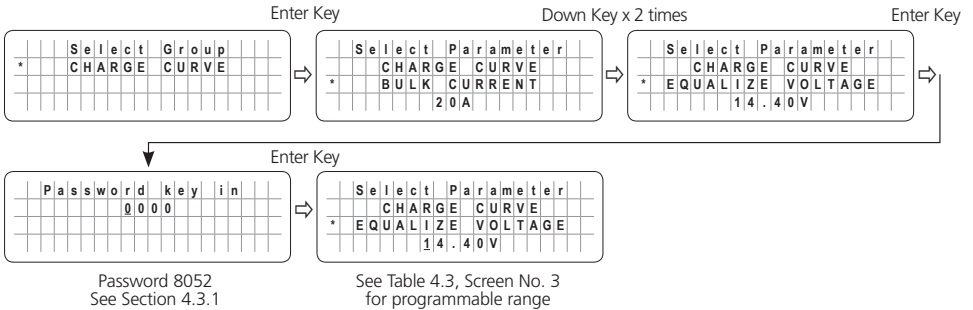 Enter Key
Down Key x 2 times
Enter Key
Select Group
* CHARGE CURVE
Select Parameter
CHARGE CURVE
* BULK CURRENT
20A
Select Parameter
CHARGE CURVE
* EQUALIZE VOLTAGE
14.40V
Enter Key
Password key in
0000
Select Parameter
CHARGE CURVE
* EQUALIZE VOLTAGE
14.40V
Password 8052
See Section 4.3.1
See Table 4.3, Screen No. 3
for programmable range